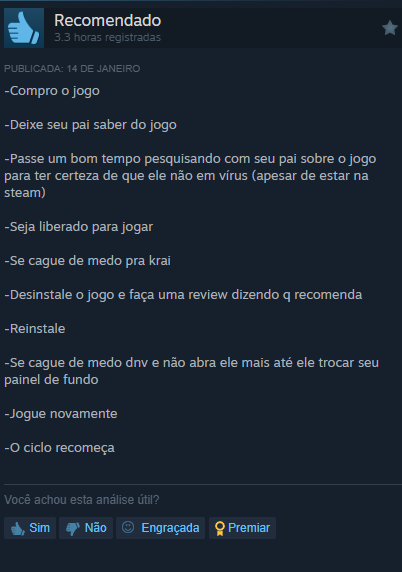 Recomendado
3.3 horas registradas
PUBLICADA: 14 DE JANEIRO
-Compro o jogo
-Deixe seu pai saber do jogo
-Passe um bom tempo pesquisando com seu pai sobre o jogo
para ter certeza de que ele não em vírus (apesar de estar na
steam)
-Seja liberado para jogar
-Se cague de medo pra krai
-Desinstale o jogo e faça uma review dizendo q recomenda
-Reinstale
-Se cague de medo dnv e não abra ele mais até ele trocar seu
painel de fundo
-Jogue novamente
-O ciclo recomeça
Você achou esta análise útil?
Sim Não Engraçada Premiar